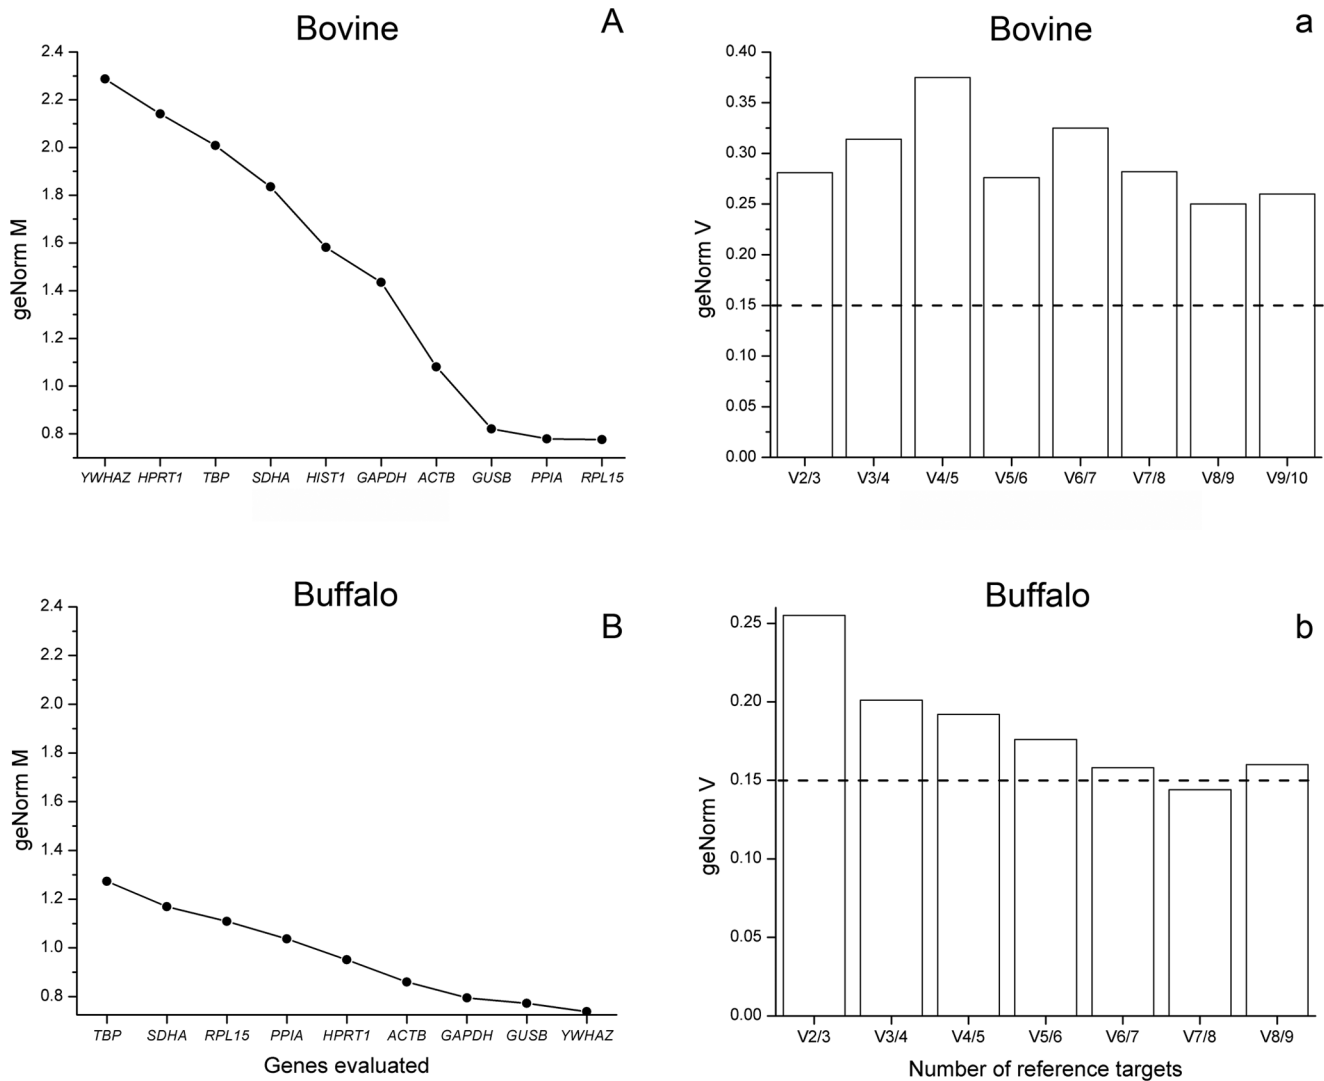 Bovine
A
geNorm M
2.4
2.2
2.0
1.8
1.6
1.4
1.2
1.0
0.8
YWHAZ HPRT1 TBP SDHA HIST1 GAPDH ACTB GUSB PPIA RPL15
Bovine
a
geNorm V
0.40
0.35
0.30
0.25
0.20
0.15
0.10
0.05
0.00
V2/3 V3/4 V4/5 V5/6 V6/7 V7/8 V8/9 V9/10
Buffalo
B
geNorm M
2.4
2.2
2.0
1.8
1.6
1.4
1.2
1.0
0.8
TBP SDHA RPL15 PPIA HPRT1 ACTB GAPDH GUSB YWHAZ
Genes evaluated
Buffalo
b
geNorm V
0.25
0.20
0.15
0.10
0.05
0.00
V2/3 V3/4 V4/5 V5/6 V6/7 V7/8 V8/9
Number of reference targets